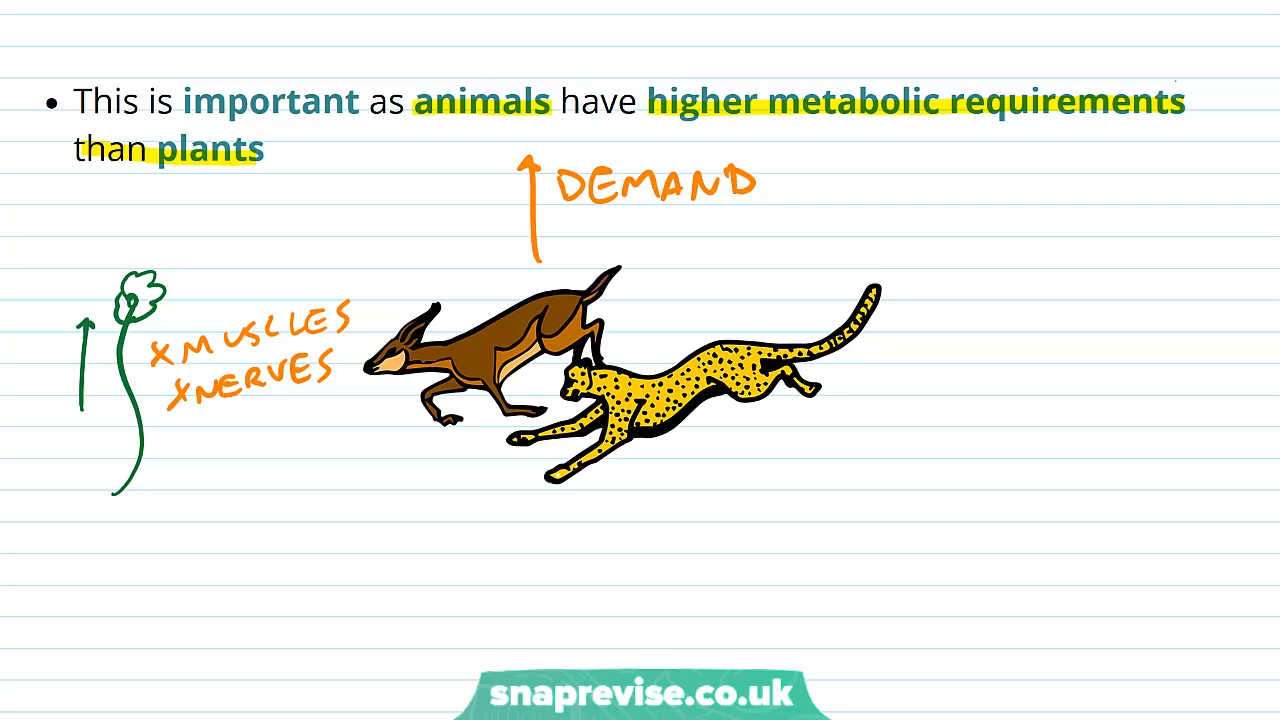 • This is important as animals have higher metabolic requirements
than plants
DEMAND
x MUSCLES
x NERVES
snaprevise.co.uk